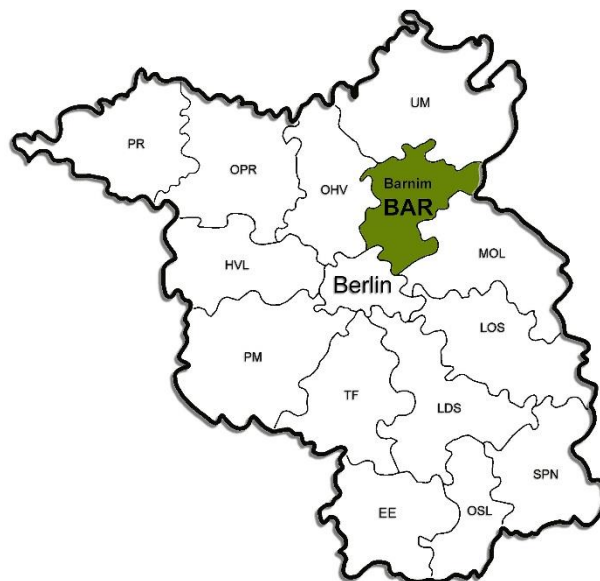 UM
PR
OPR
OHV
Barnim
BAR
HVL
MOL
Berlin
LOS
PM
TF
LDS
SPN
EE
OSL